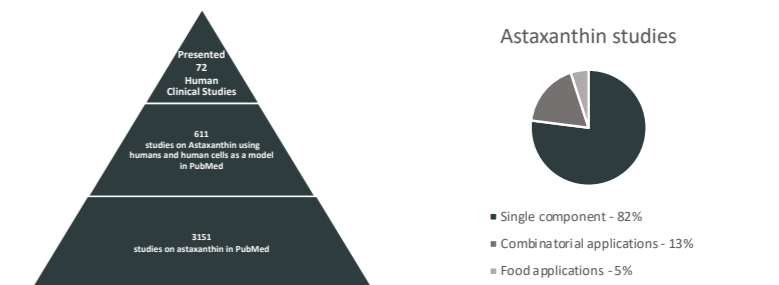 Presented
72
Human
Clinical Studies
611
studies on Astaxanthin using
humans and human cells as a model
in PubMed
3151
studies on astaxanthin in PubMed
Astaxanthin studies
Single component - 82%
Combinatorial applications - 13%
Food applications - 5%